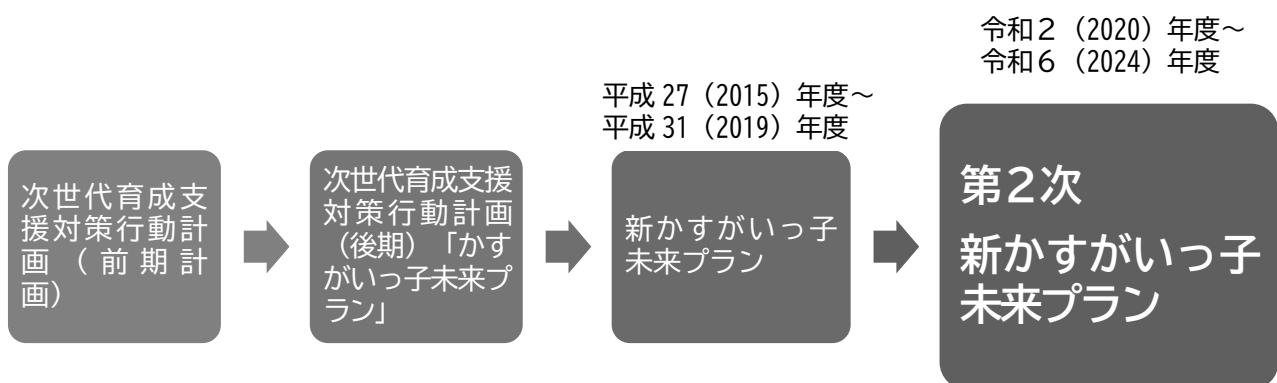 次世代育成支
援対策行動計
画（前期計
画）
次世代育成支援
対策行動計画
（後期）「かす
がいっ子未来プ
ラン」
平成 27（2015）年度～
平成 31（2019）年度
新かすがいっ子
未来プラン
令和２（2020）年度～
令和６（2024）年度
第2次
新かすがいっ子
未来プラン